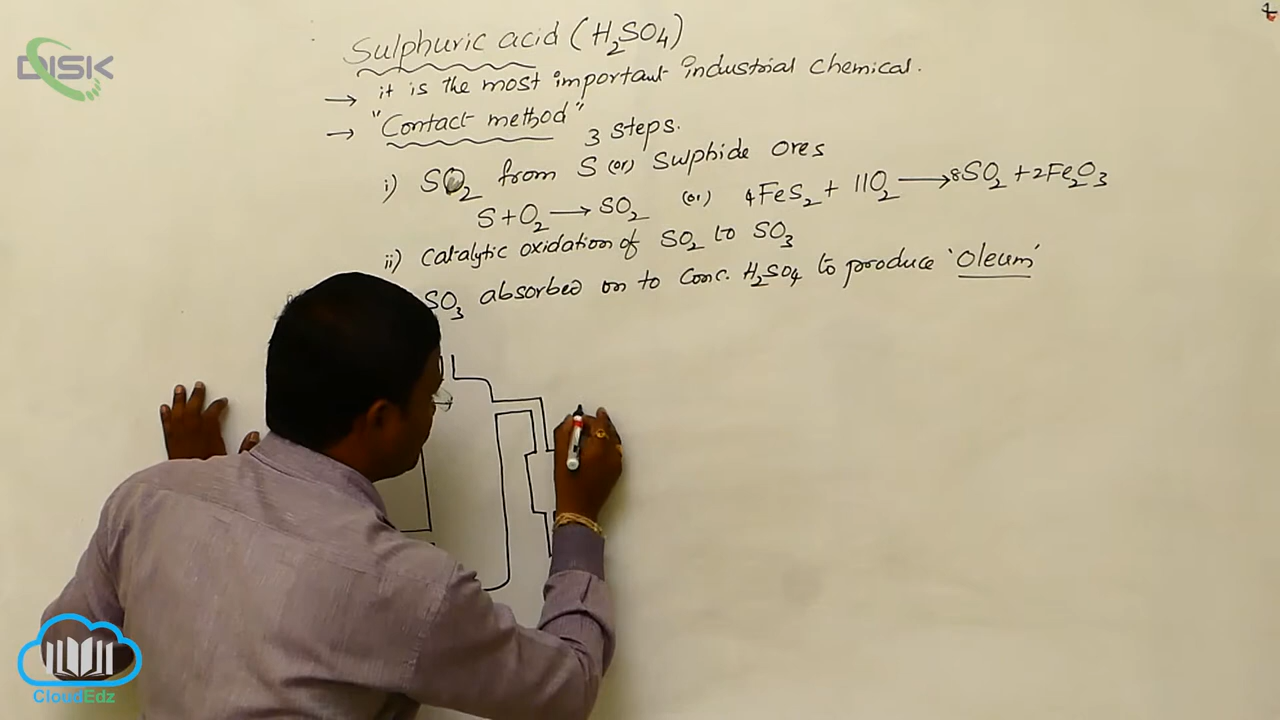 DISK
Sulphuric acid (H₂SO₄)
→ it is the most important industrial chemical.
→ "Contact method"
3 steps.
i) SO₂ from S (or) Sulphide Ores
S + O₂ → SO₂ (or) 4FeS₂ + 11O₂ → 8SO₂ + 2Fe₂O₃
ii) Catalytic oxidation of SO₂ to SO₃
SO₃ absorbed on to Conc. H₂SO₄ to produce 'Oleum'
CloudEdz